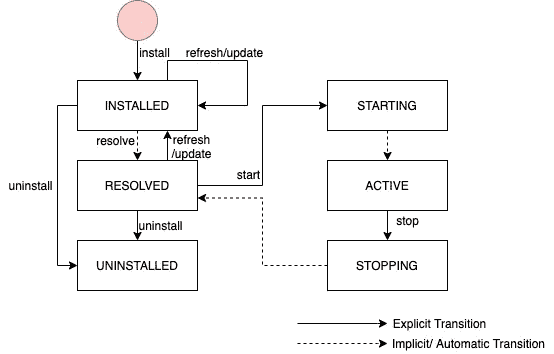 install
refresh/update
INSTALLED
STARTING
resolve
refresh
/update
start
uninstall
RESOLVED
ACTIVE
uninstall
stop
UNINSTALLED
STOPPING
Explicit Transition
Implicit/ Automatic Transition